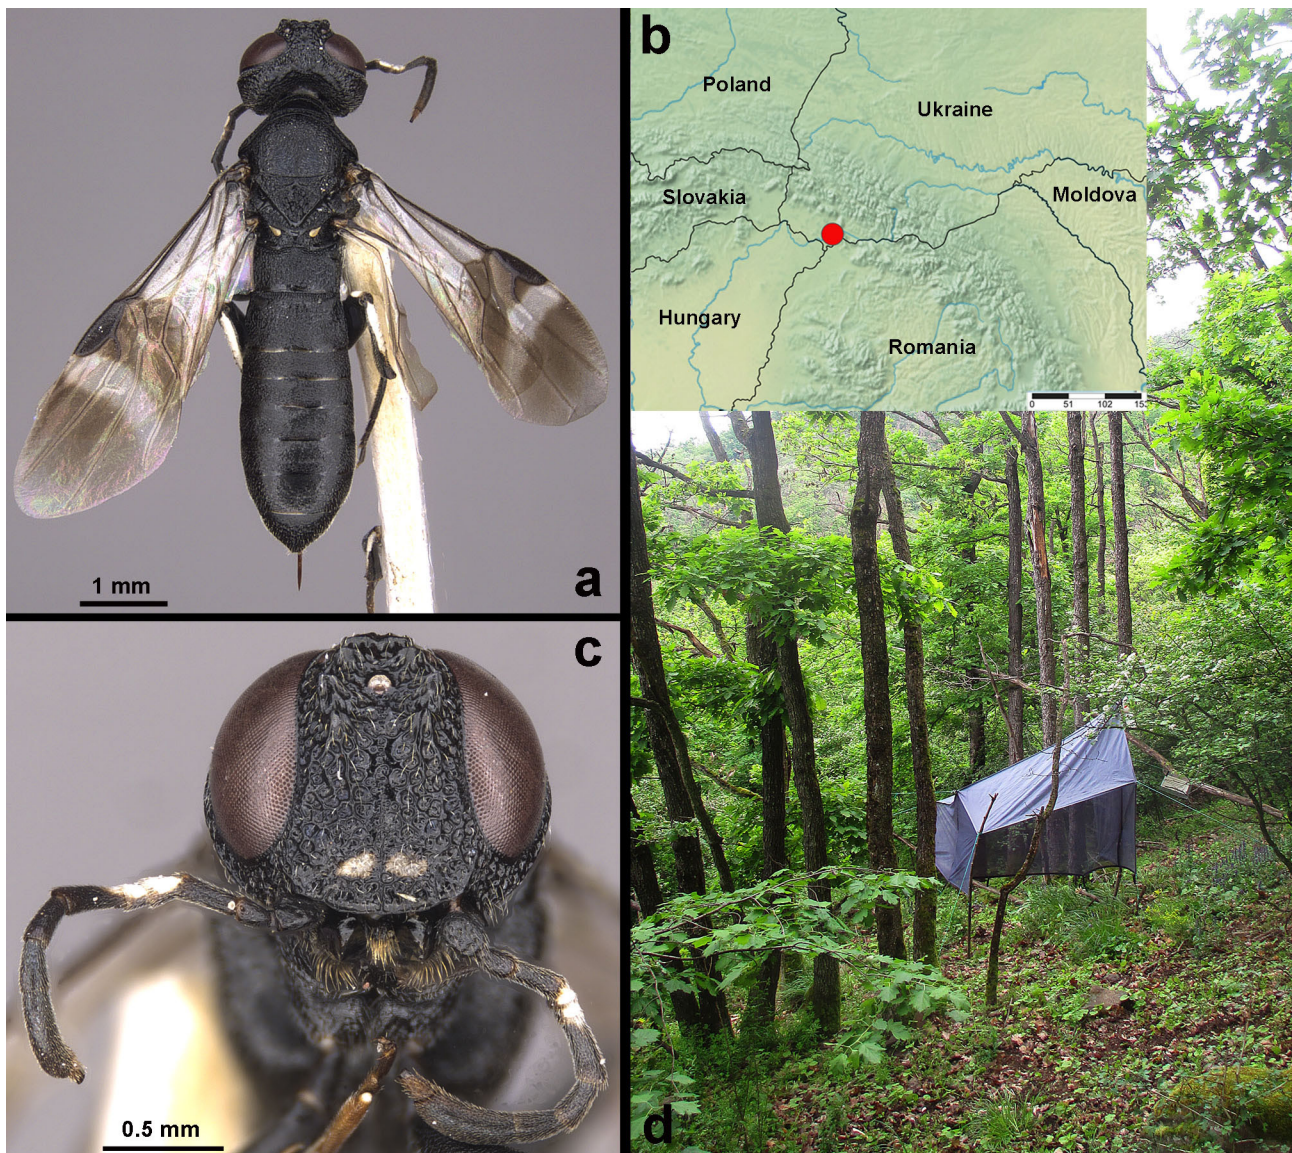 1 mm
a
b
Poland
Ukraine
Slovakia
Moldova
Hungary
Romania
0 51 102 153
c
0.5 mm
d